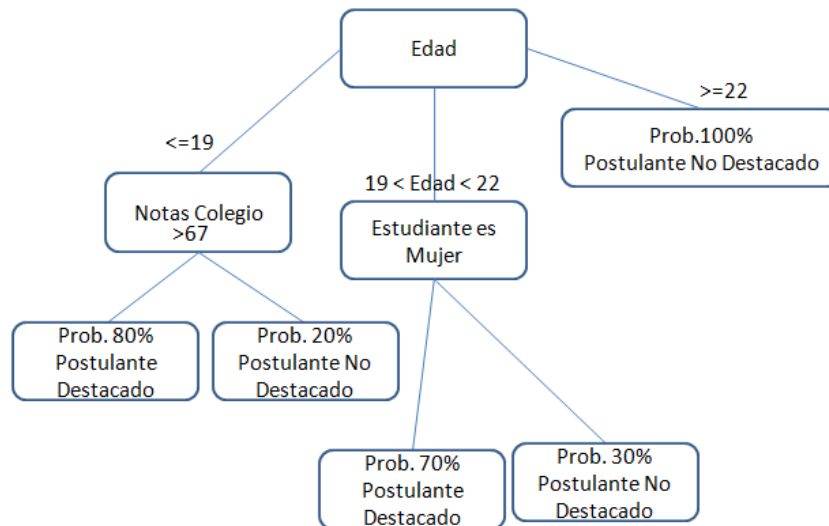 Edad
>=22
Prob.100%
Postulante No Destacado
<=19
19 < Edad < 22
Notas Colegio
>67
Estudiante es
Mujer
Prob. 80%
Postulante
Destacado
Prob. 20%
Postulante No
Destacado
Prob. 70%
Postulante
Destacado
Prob. 30%
Postulante No
Destacado